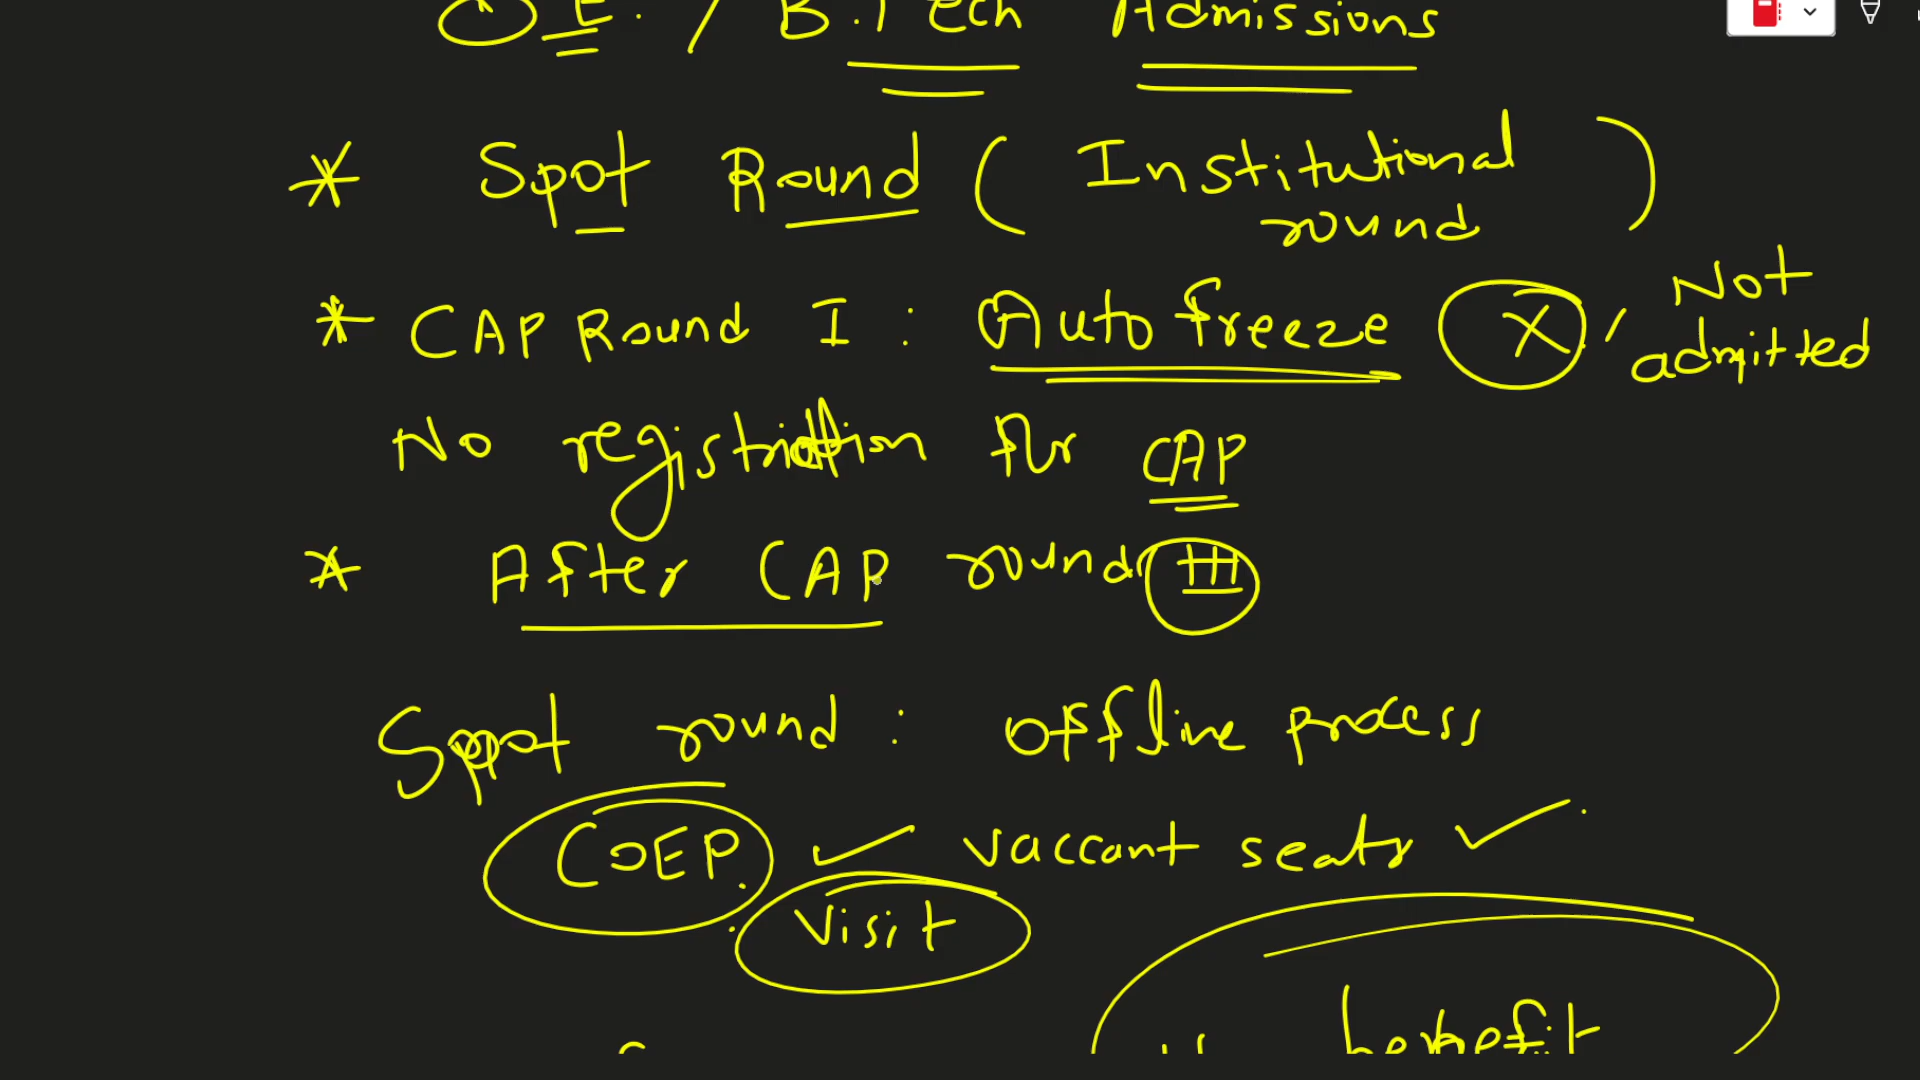 B.E. / B.Tech Admissions
* Spot Round ( Institutional round )
* CAP Round I : Auto freeze X / Not admitted
No registration for CAP
* After CAP round III
Spot round : offline process
COEP. ✓ vaccant seats ✓
Visit
benefit